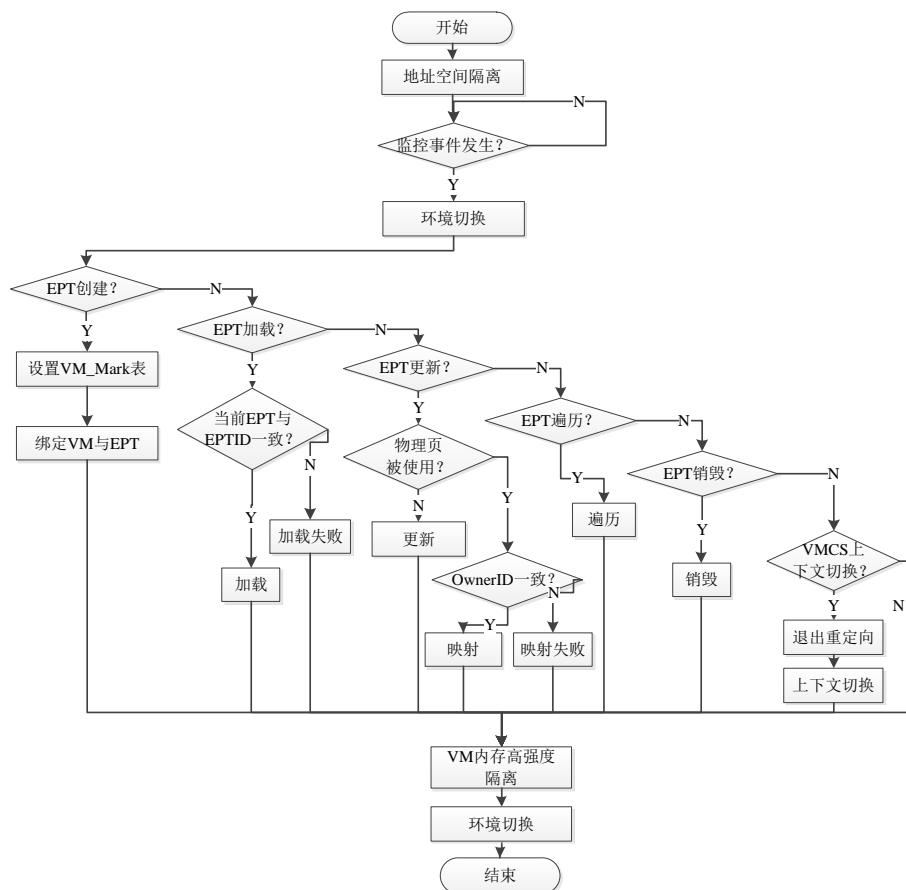 开始
地址空间隔离
N
监控事件发生？
Y
环境切换
EPT创建？
N
Y
EPT加载？
N
设置VM_Mark表
Y
EPT更新？
N
当前EPT与
EPTID一致？
Y
EPT遍历？
N
绑定VM与EPT
物理页
被使用？
N
Y
EPT销毁？
N
Y
Y
N
加载失败
更新
遍历
Y
VMCS上
下文切换？
加载
OwnerID一致？
N
销毁
Y
N
Y
映射
映射失败
退出重定向
上下文切换
VM内存高强度
隔离
环境切换
结束